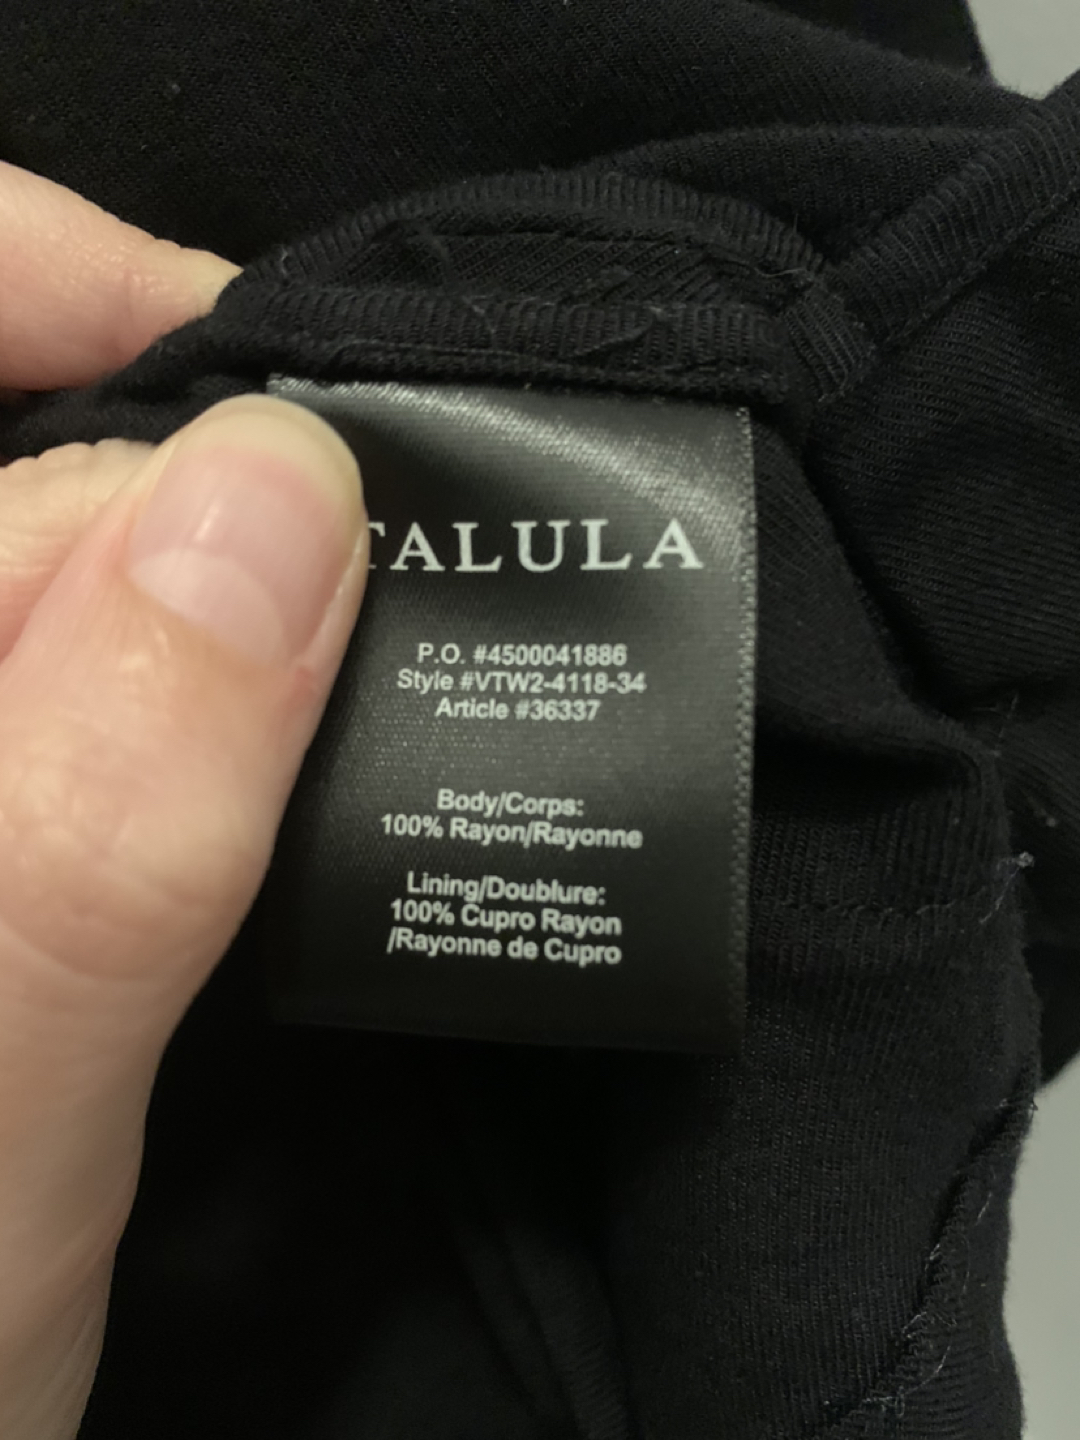 TALULA
P.O. #4500041886
Style #VTW2-4118-34
Article #36337
Body/Corps:
100% Rayon/Rayonne
Lining/Doublure:
100% Cupro Rayon
/Rayonne de Cupro